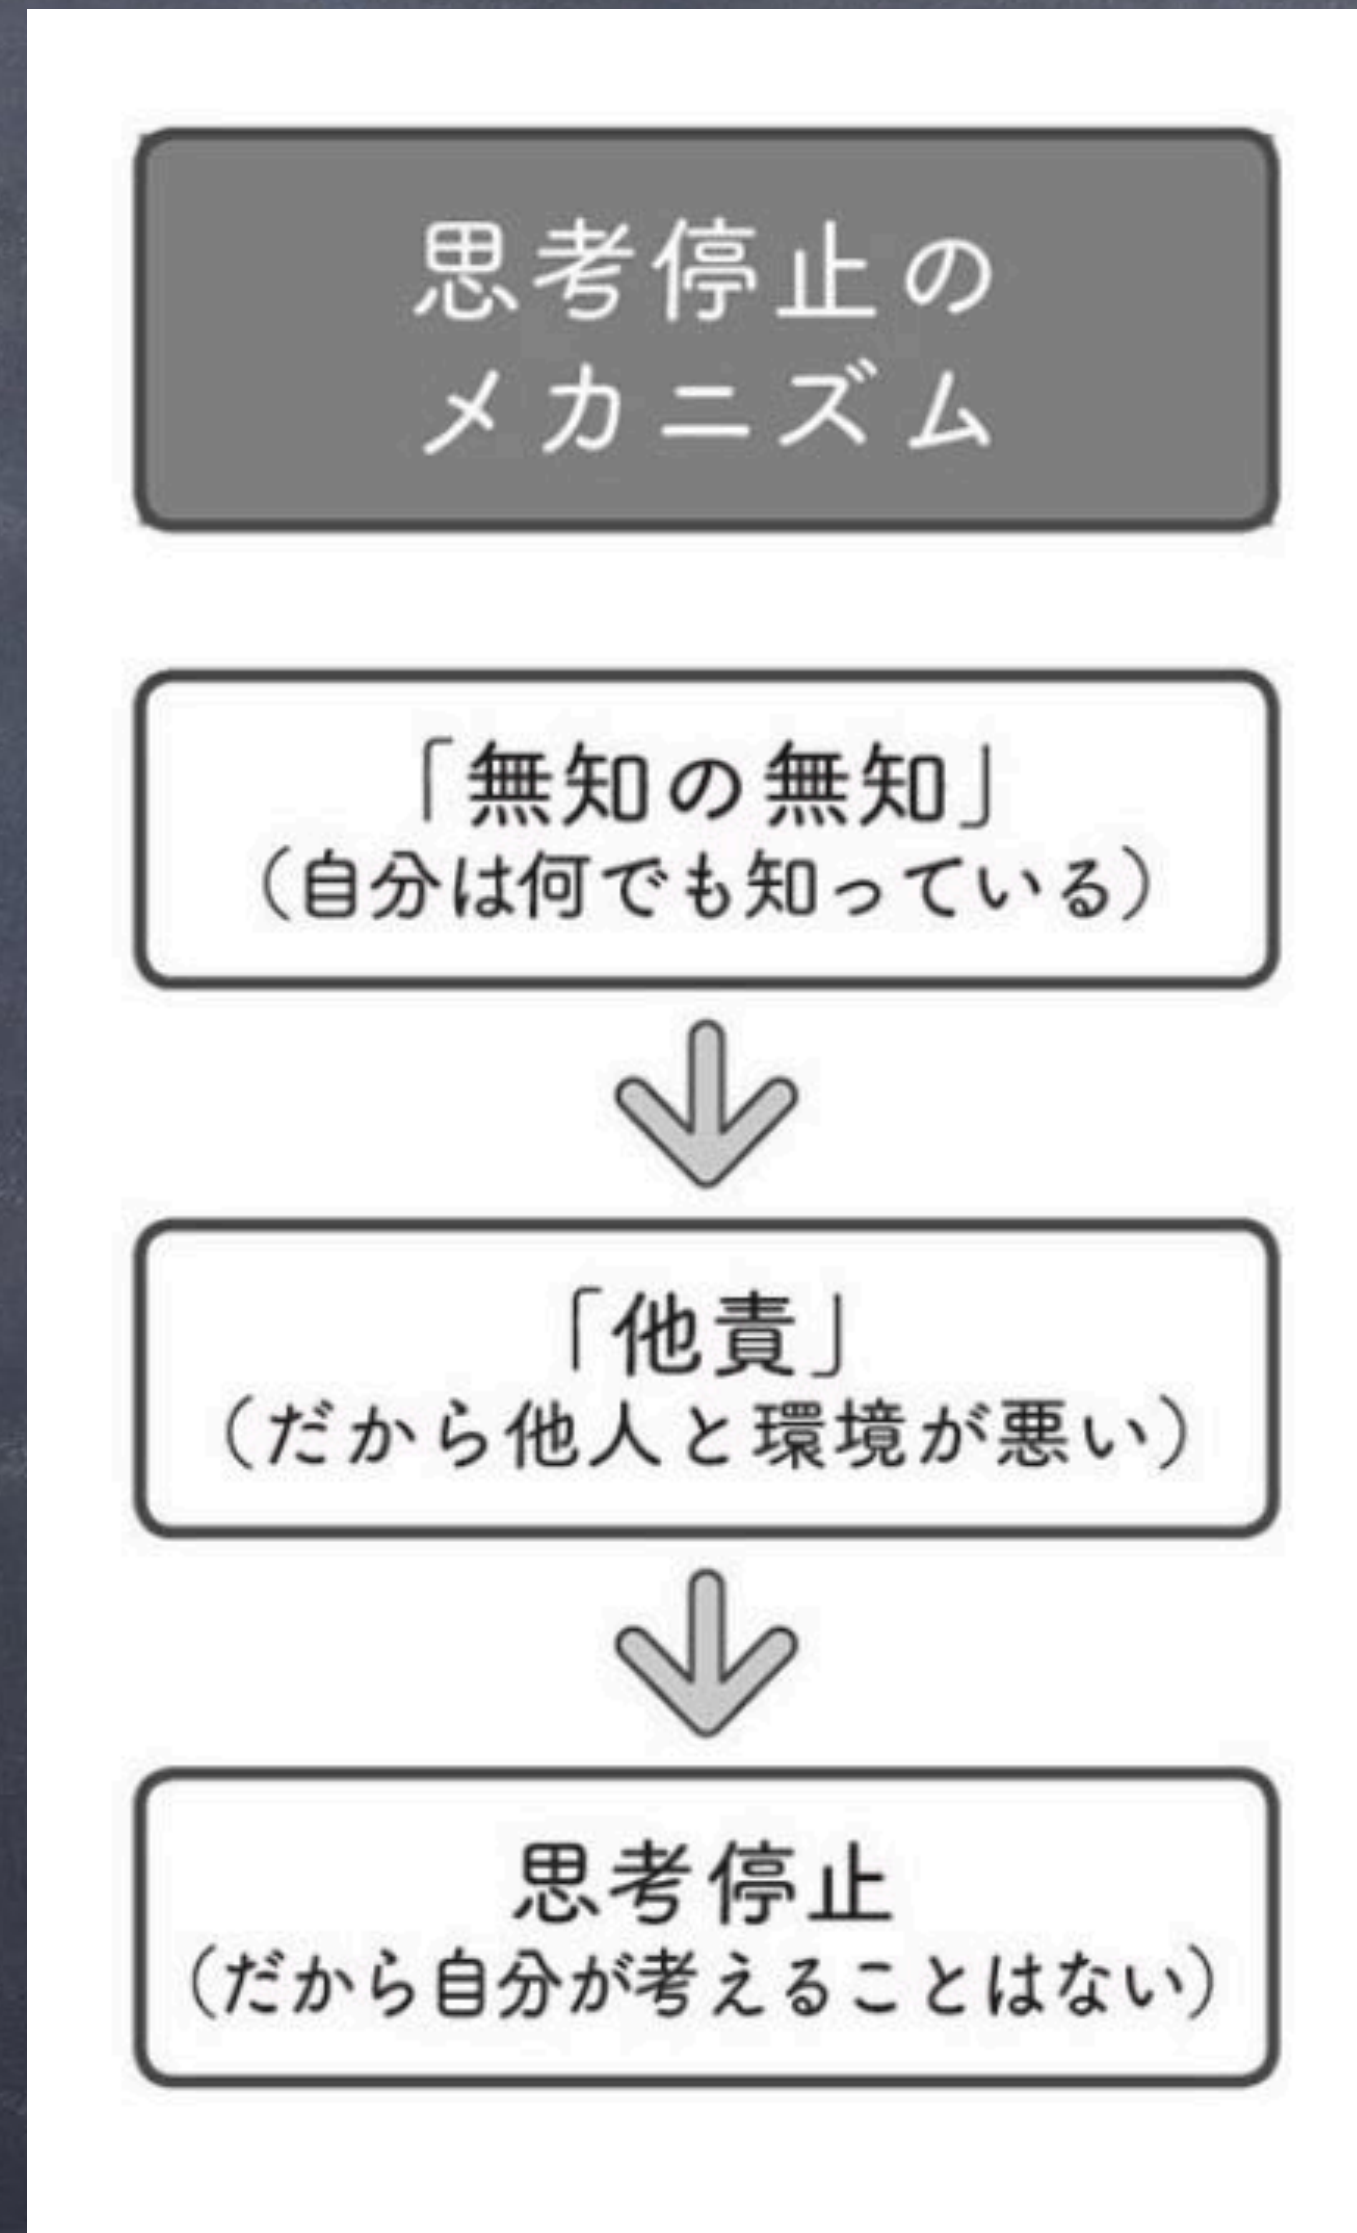 思考停止の
メカニズム
「無知の無知」
（自分は何でも知っている）
「他責」
（だから他人と環境が悪い）
思考停止
（だから自分が考えることはない）